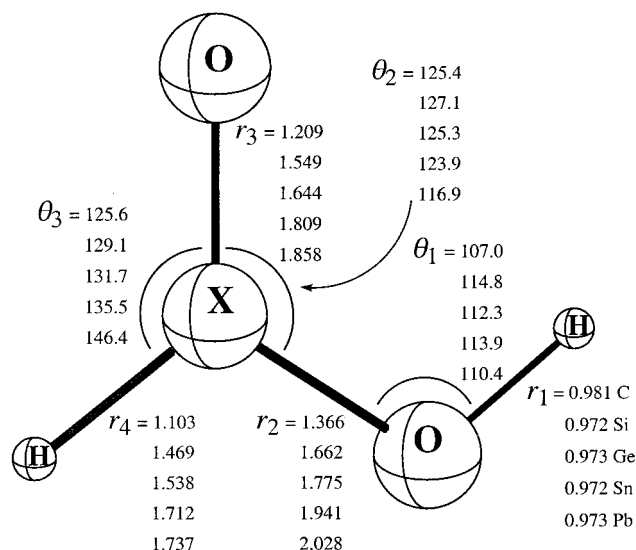 O
θ₂ = 125.4
127.1
125.3
123.9
116.9
r₃ = 1.209
1.549
1.644
1.809
1.858
θ₃ = 125.6
129.1
131.7
135.5
146.4
θ₁ = 107.0
114.8
112.3
113.9
110.4
X
H
r₁ = 0.981 C
0.972 Si
0.973 Ge
0.972 Sn
0.973 Pb
r₄ = 1.103
1.469
1.538
1.712
1.737
r₂ = 1.366
1.662
1.775
1.941
2.028
O
H